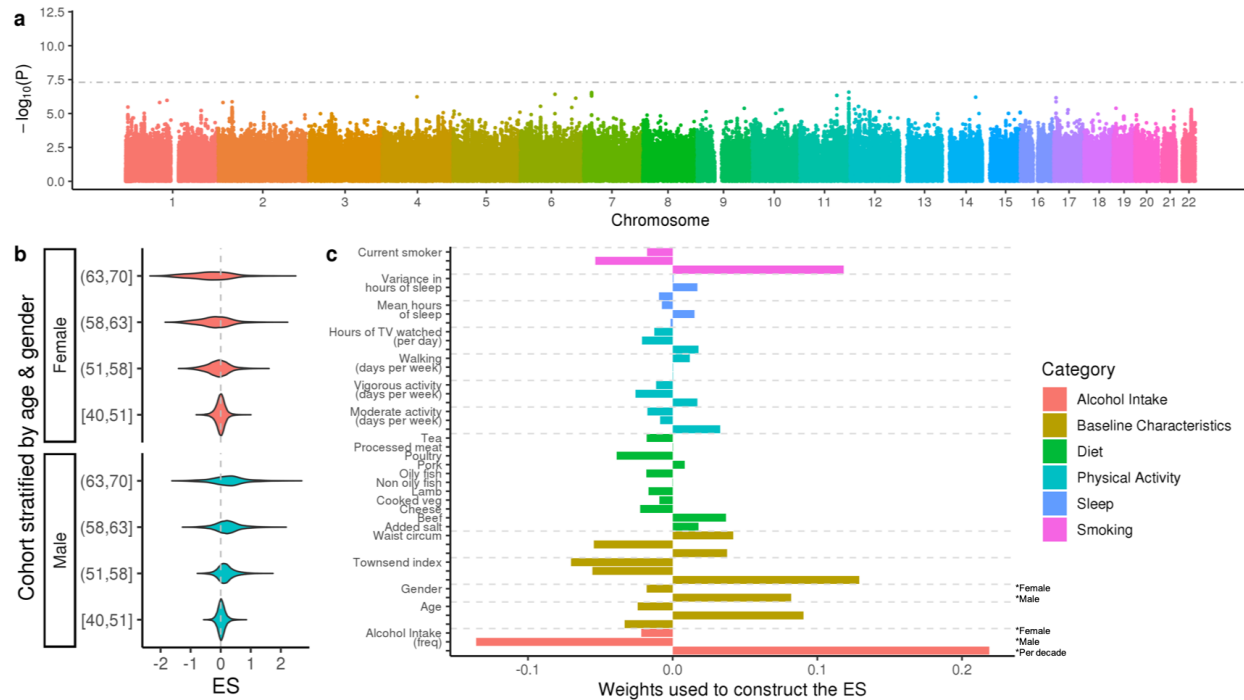 a
12.5
10.0
7.5
5.0
2.5
0.0
− log10(P)
1 2 3 4 5 6 7 8 9 10 11 12 13 14 15 16 17 18 19 20 21 22
Chromosome
b
Cohort stratified by age & gender
Female
(63,70]
(58,63]
(51,58]
[40,51]
Male
(63,70]
(58,63]
(51,58]
[40,51]
-2 -1 0 1 2
ES
c
Current smoker
Variance in
hours of sleep
Mean hours
of sleep
Hours of TV watched
(per day)
Walking
(days per week)
Vigorous activity
(days per week)
Moderate activity
(days per week)
Tea
Processed meat
Poultry
Pork
Oily fish
Non oily fish
Lamb
Cooked veg
Cheese
Beef
Added salt
Waist circum
Townsend index
Gender
Age
Alcohol Intake
(freq)
*Female
*Male
*Female
*Male
*Per decade
-0.1 0.0 0.1 0.2
Weights used to construct the ES
Category
Alcohol Intake
Baseline Characteristics
Diet
Physical Activity
Sleep
Smoking